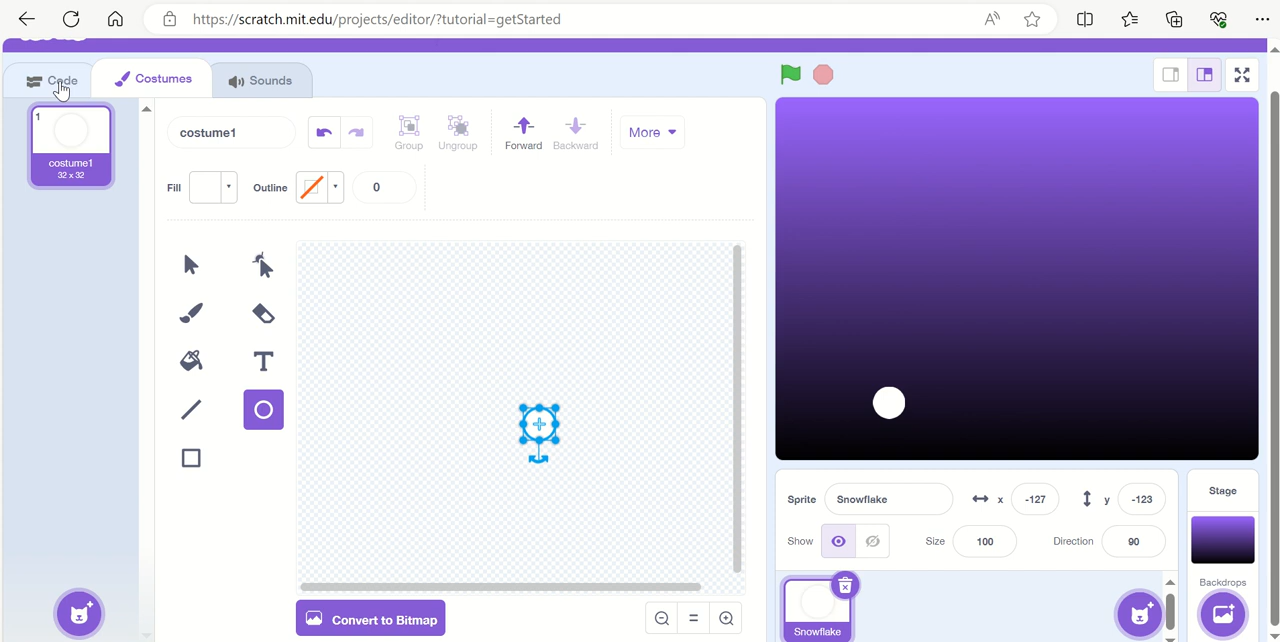 https://scratch.mit.edu/projects/editor/?tutorial=getStarted
Code
Costumes
Sounds
1
costume1
32 x 32
costume1
Group
Ungroup
Forward
Backward
More
Fill
Outline
0
T
Convert to Bitmap
Sprite
Snowflake
x
-127
y
-123
Show
Size
100
Direction
90
Snowflake
Stage
Backdrops